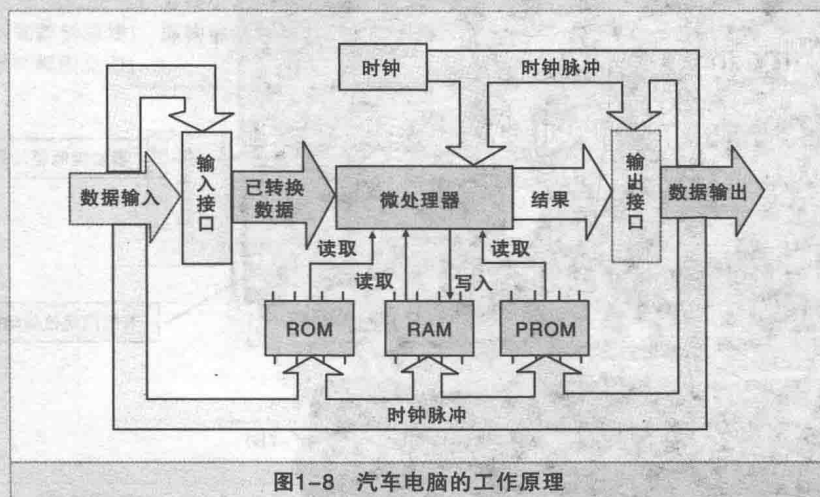 时钟
时钟脉冲
数据输入
输入接口
已转换
数据
微处理器
结果
输出接口
数据输出
读取
读取
写入
读取
ROM
RAM
PROM
时钟脉冲
图1-8 汽车电脑的工作原理